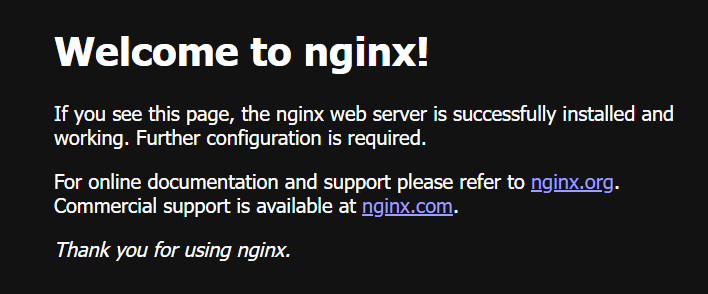 Welcome to nginx!
If you see this page, the nginx web server is successfully installed and
working. Further configuration is required.
For online documentation and support please refer to nginx.org.
Commercial support is available at nginx.com.
Thank you for using nginx.